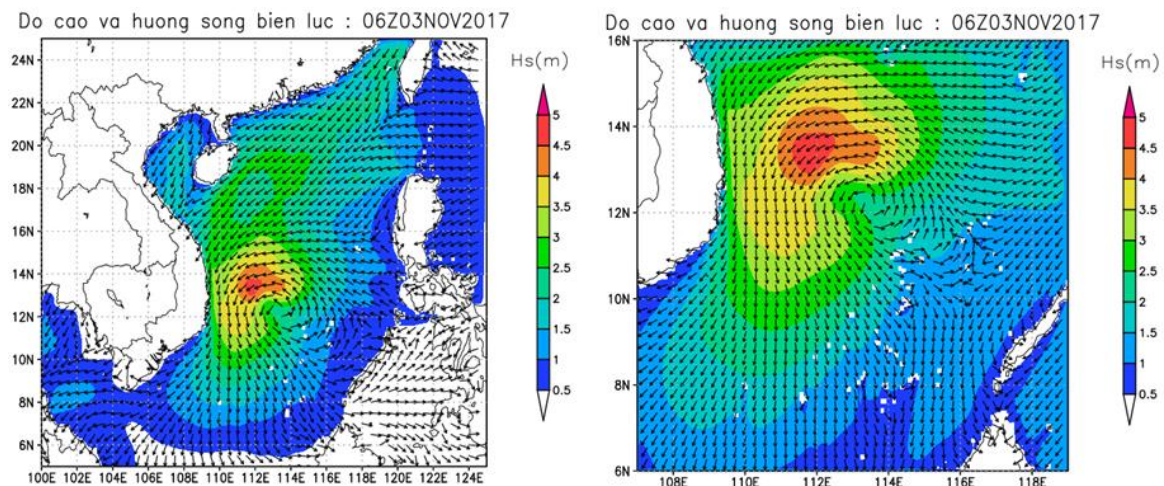 Do cao va huong song bien luc : 06Z03NOV2017
24N
22N
20N
18N
16N
14N
12N
10N
8N
6N
100E 102E 104E 106E 108E 110E 112E 114E 116E 118E 120E 122E 124E
Hs(m)
5
4.5
4
3.5
3
2.5
2
1.5
1
0.5
Do cao va huong song bien luc : 06Z03NOV2017
16N
14N
12N
10N
8N
6N
108E 110E 112E 114E 116E 118E
Hs(m)
5
4.5
4
3.5
3
2.5
2
1.5
1
0.5